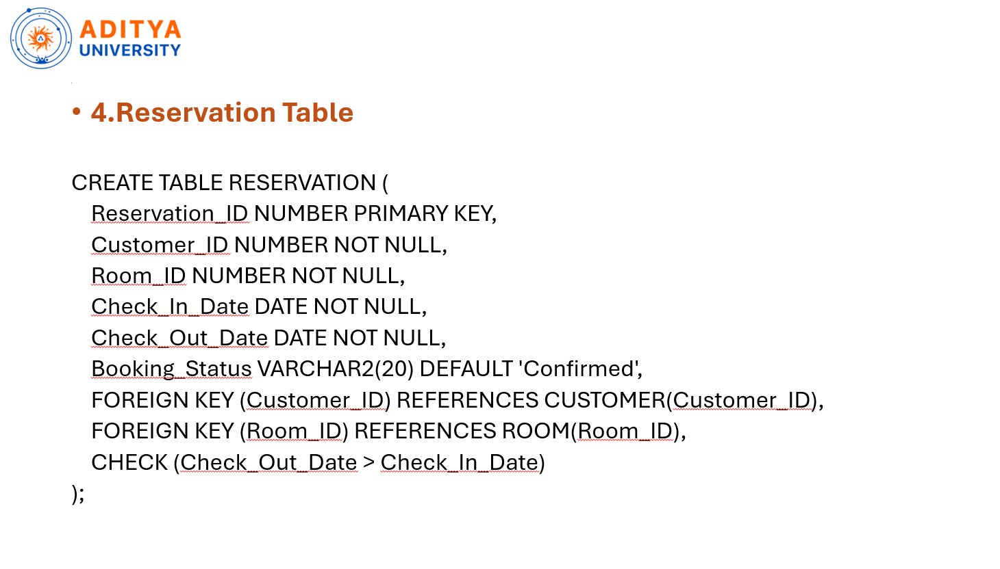 ADITYA
UNIVERSITY
• 4.Reservation Table
CREATE TABLE RESERVATION (
Reservation_ID NUMBER PRIMARY KEY,
Customer_ID NUMBER NOT NULL,
Room_ID NUMBER NOT NULL,
Check_In_Date DATE NOT NULL,
Check_Out_Date DATE NOT NULL,
Booking_Status VARCHAR2(20) DEFAULT 'Confirmed',
FOREIGN KEY (Customer_ID) REFERENCES CUSTOMER(Customer_ID),
FOREIGN KEY (Room_ID) REFERENCES ROOM(Room_ID),
CHECK (Check_Out_Date > Check_In_Date)
);